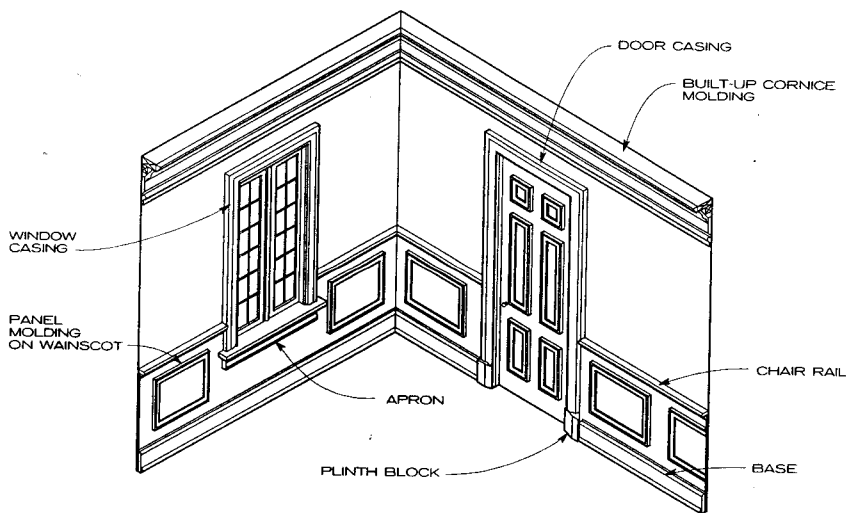 DOOR CASING
BUILT-UP CORNICE
MOLDING
WINDOW
CASING
PANEL
MOLDING
ON WAINSCOT
CHAIR RAIL
APRON
PLINTH BLOCK
BASE